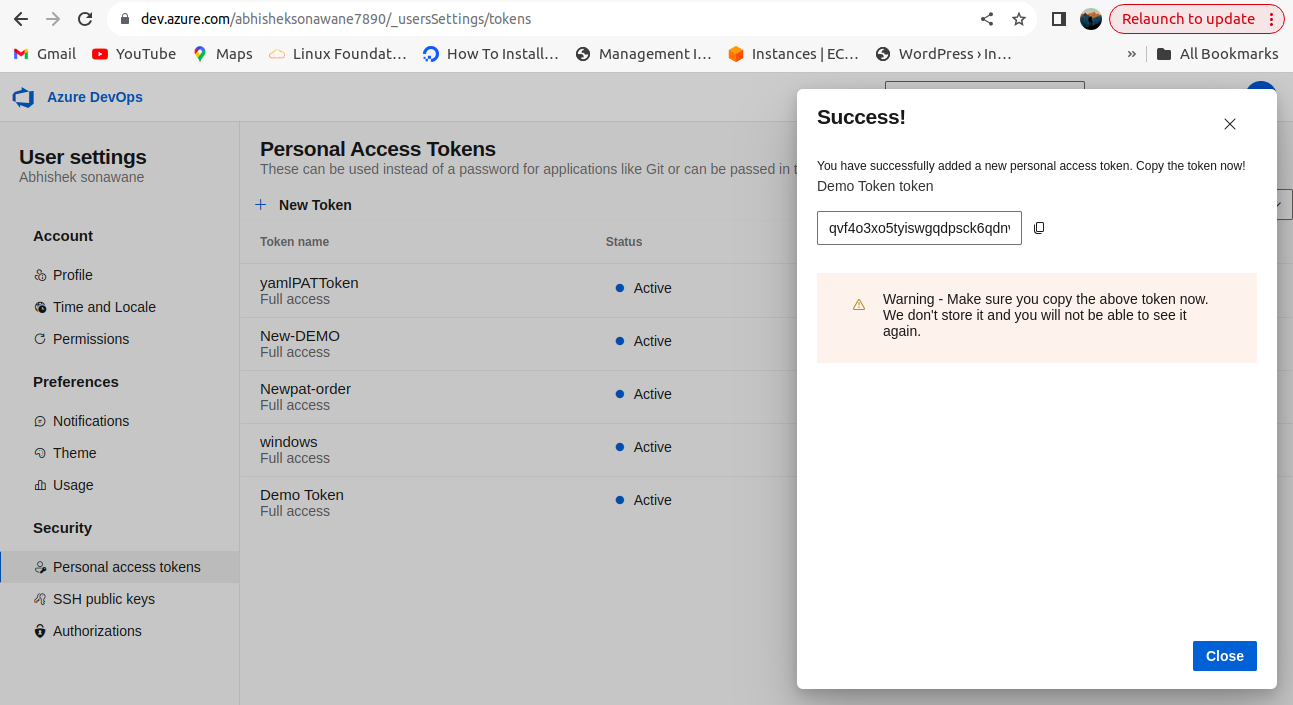 dev.azure.com/abhisheksonawane7890/_usersSettings/tokens
Relaunch to update
Gmail
YouTube
Maps
Linux Foundat...
How To Install...
Management I...
Instances | EC...
WordPress › In...
»
All Bookmarks
Azure DevOps
User settings
Abhishek sonawane
Account
Profile
Time and Locale
Permissions
Preferences
Notifications
Theme
Usage
Security
Personal access tokens
SSH public keys
Authorizations
Personal Access Tokens
These can be used instead of a password for applications like Git or can be passed in t
+ New Token
Token name Status
yamlPATToken
Full access
Active
New-DEMO
Full access
Active
Newpat-order
Full access
Active
windows
Full access
Active
Demo Token
Full access
Active
Success!
You have successfully added a new personal access token. Copy the token now!
Demo Token token
qvf4o3xo5tyiswgqdpsck6qdn
Warning - Make sure you copy the above token now.
We don't store it and you will not be able to see it
again.
Close